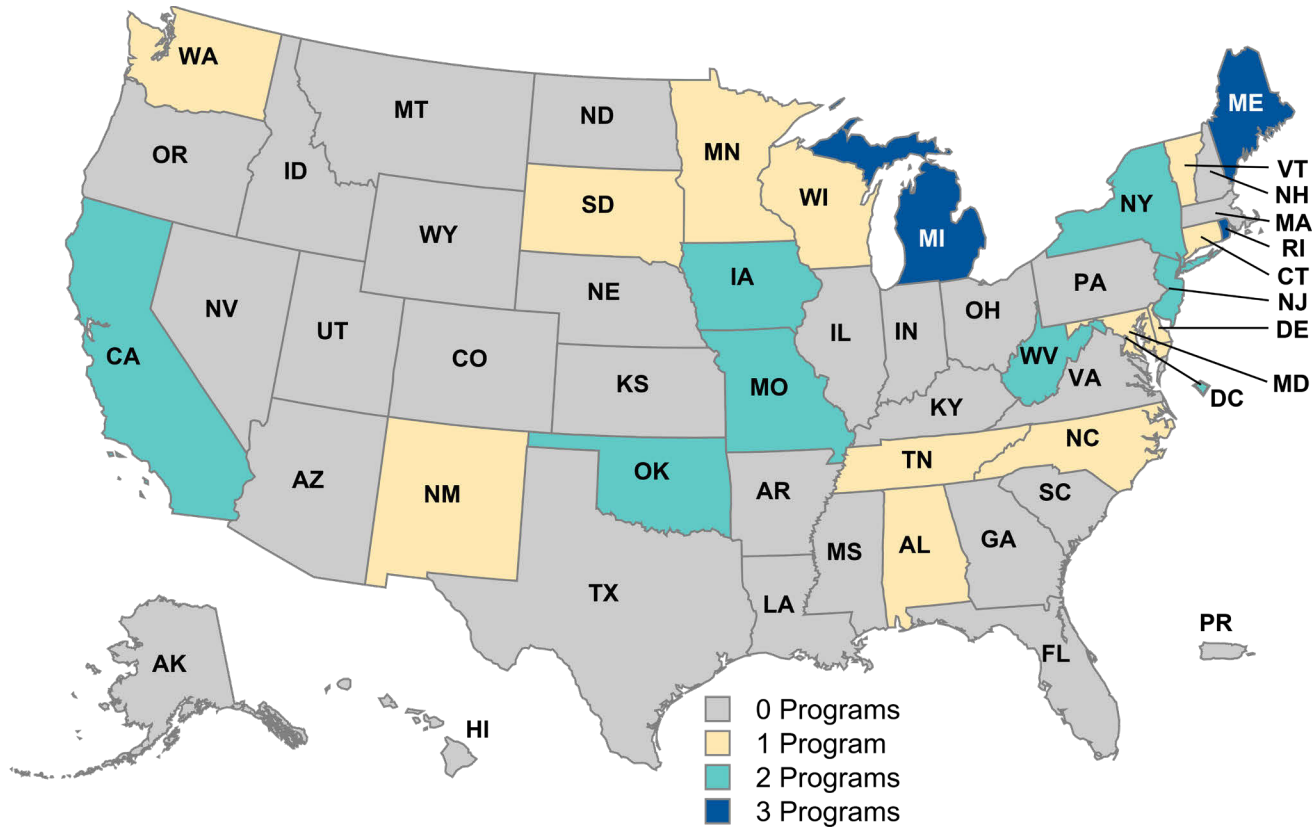 WA
MT
ND
MN
ME
OR
ID
SD
WI
VT
NH
WY
NY
MA
MI
RI
CT
NE
IA
PA
NJ
NV
UT
IL
IN
OH
DE
CO
CA
WV
MD
KS
MO
VA
DC
KY
NC
AZ
NM
OK
TN
AR
SC
MS
AL
GA
TX
LA
PR
AK
FL
HI
0 Programs
1 Program
2 Programs
3 Programs